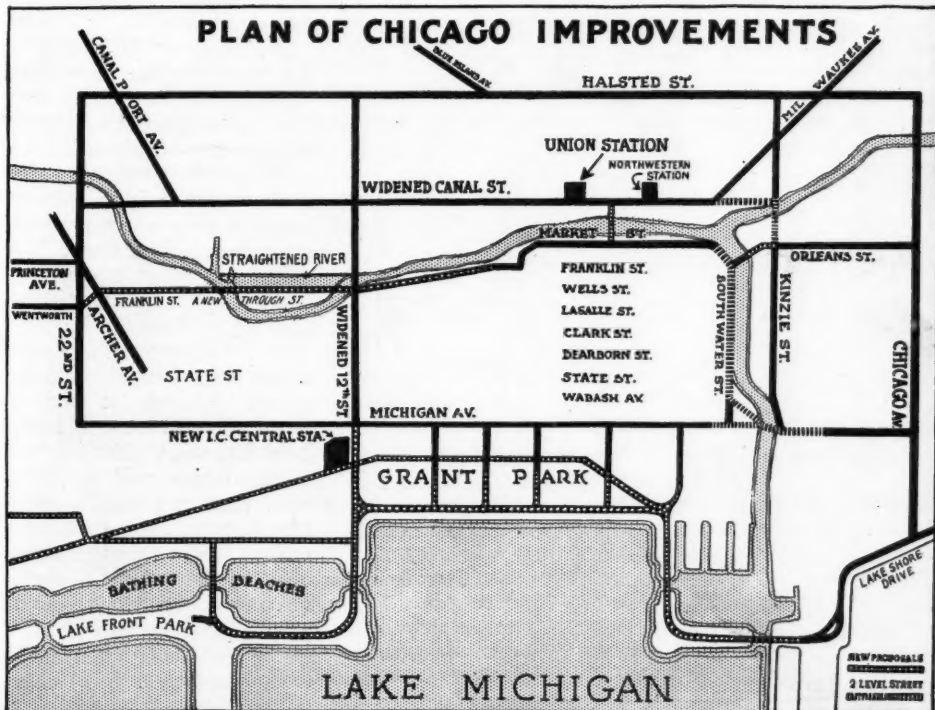 PLAN OF CHICAGO IMPROVEMENTS
CANALPORT AV.
BLUE ISLAND AV.
HALSTED ST.
MILWAUKEE AV.
UNION STATION
NORTHWESTERN
STATION
WIDENED CANAL ST.
MARKET ST.
STRAIGHTENED RIVER
ORLEANS ST.
PRINCETON
AVE.
FRANKLIN ST. A NEW THROUGH ST.
WENTWORTH
ARCHER AV.
22ND ST.
STATE ST
WIDENED 12TH ST
FRANKLIN ST.
WELLS ST.
LASALLE ST.
CLARK ST.
DEARBORN ST.
STATE ST.
WABASH AV.
SOUTH WATER ST.
KINZIE ST.
CHICAGO AV
MICHIGAN AV.
NEW I.C. CENTRAL STA.
GRANT PARK
BATHING BEACHES
LAKE FRONT PARK
LAKE SHORE
DRIVE
LAKE MICHIGAN
NEW PROPOSALS
2 LEVEL STREET